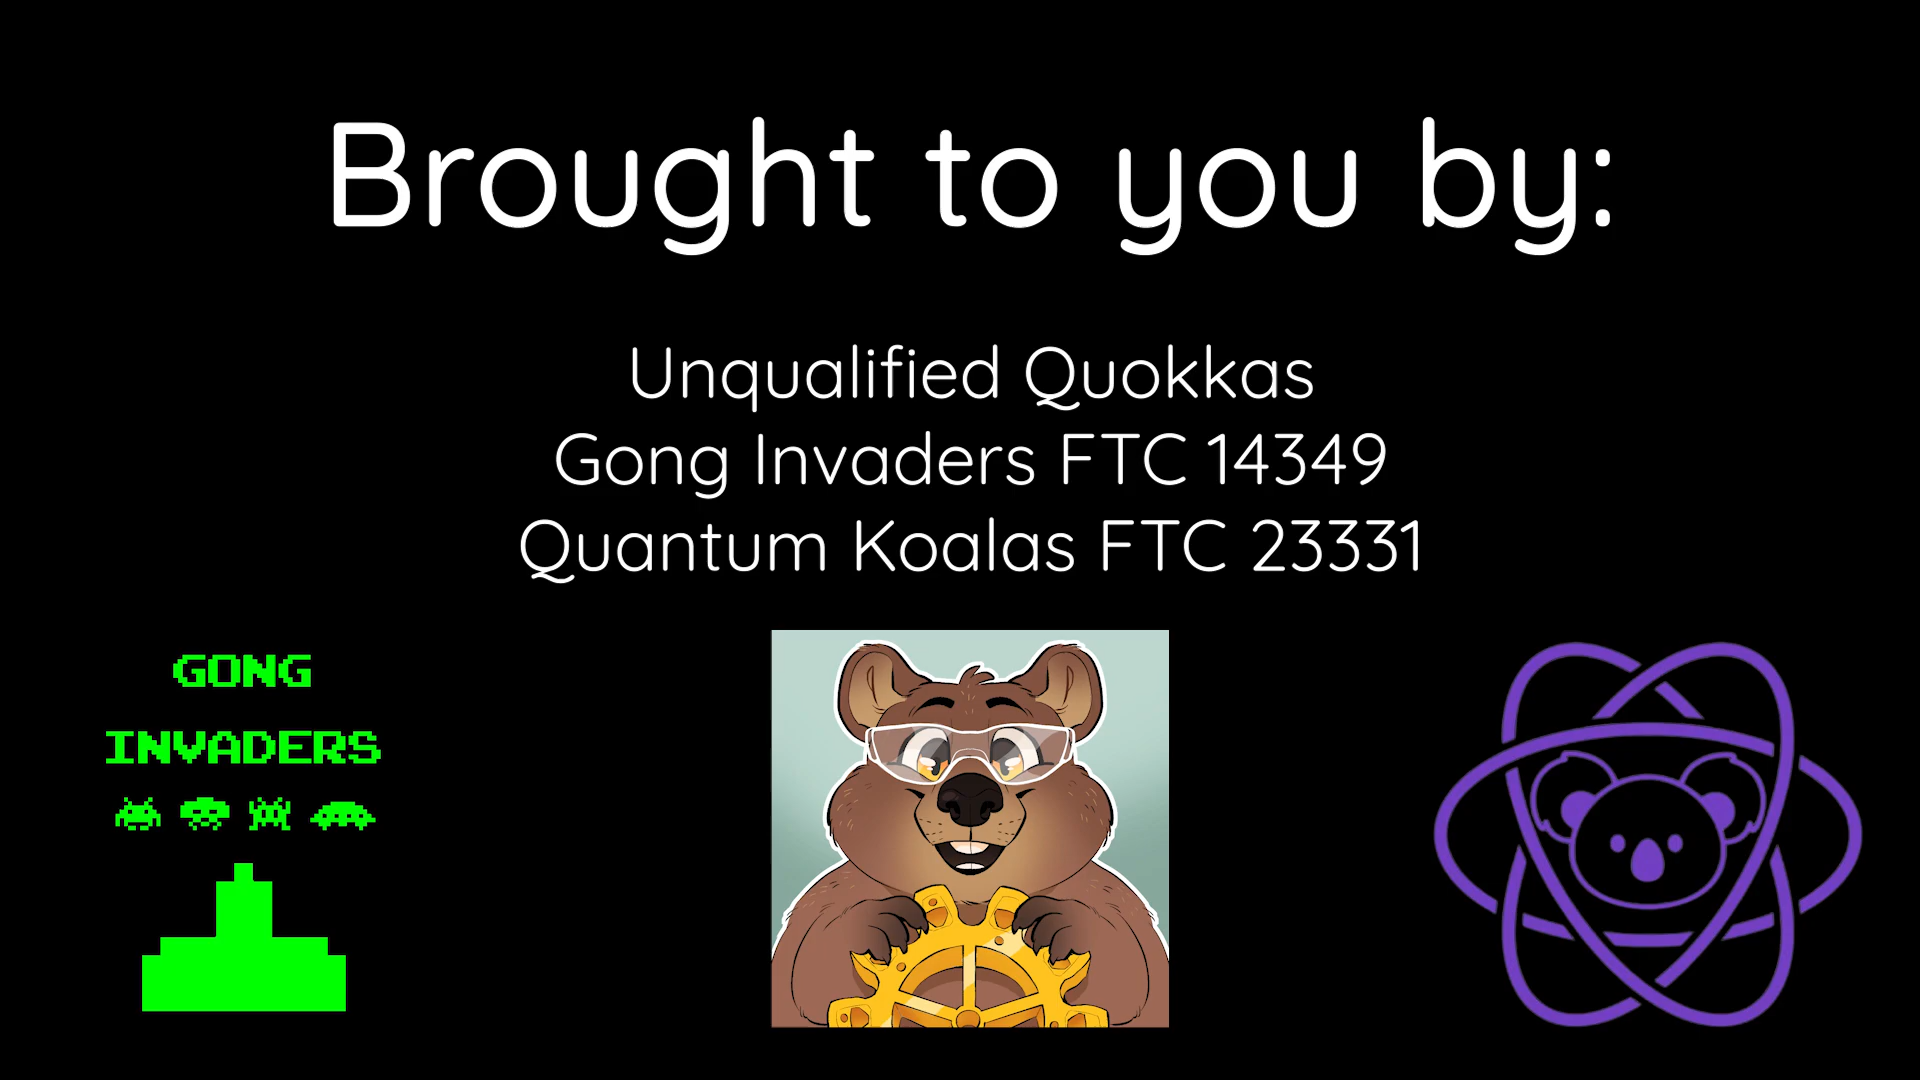 Brought to you by:
Unqualified Quokkas
Gong Invaders FTC 14349
Quantum Koalas FTC 23331
GONG
INVADERS